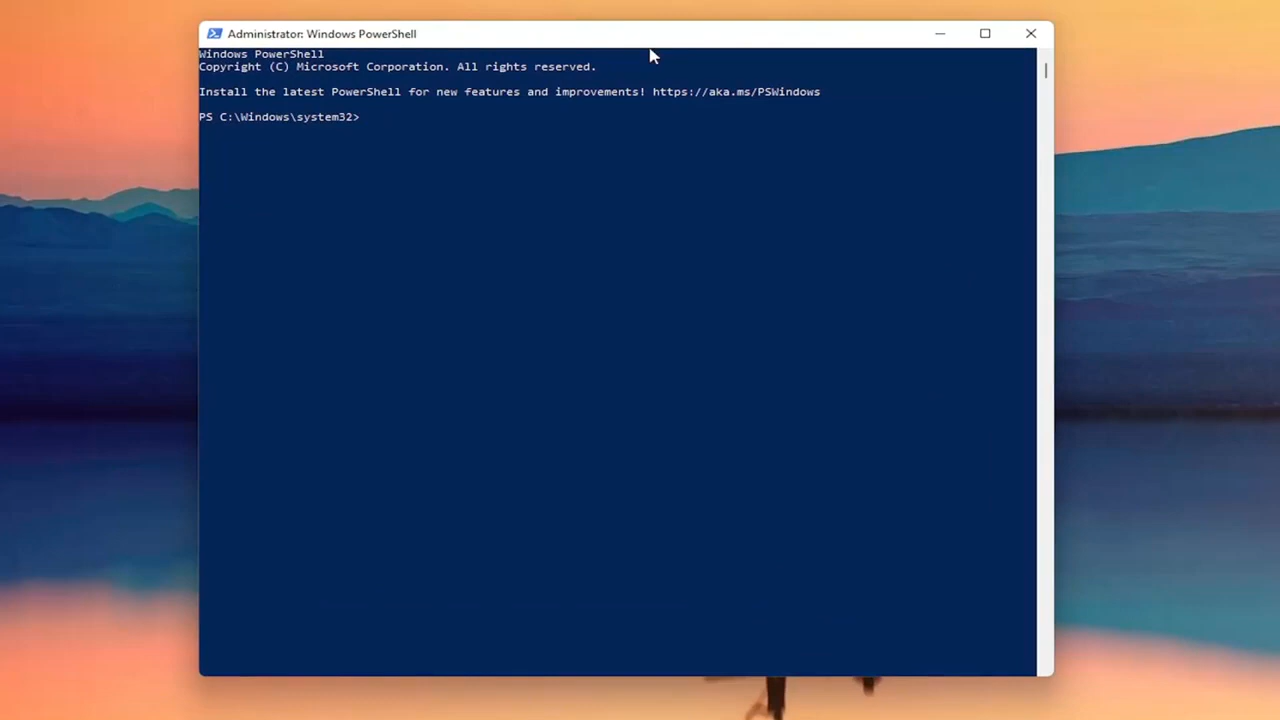 Administrator: Windows PowerShell
Windows PowerShell
Copyright (C) Microsoft Corporation. All rights reserved.
Install the latest PowerShell for new features and improvements! https://aka.ms/PSWindows
PS C:\Windows\system32>